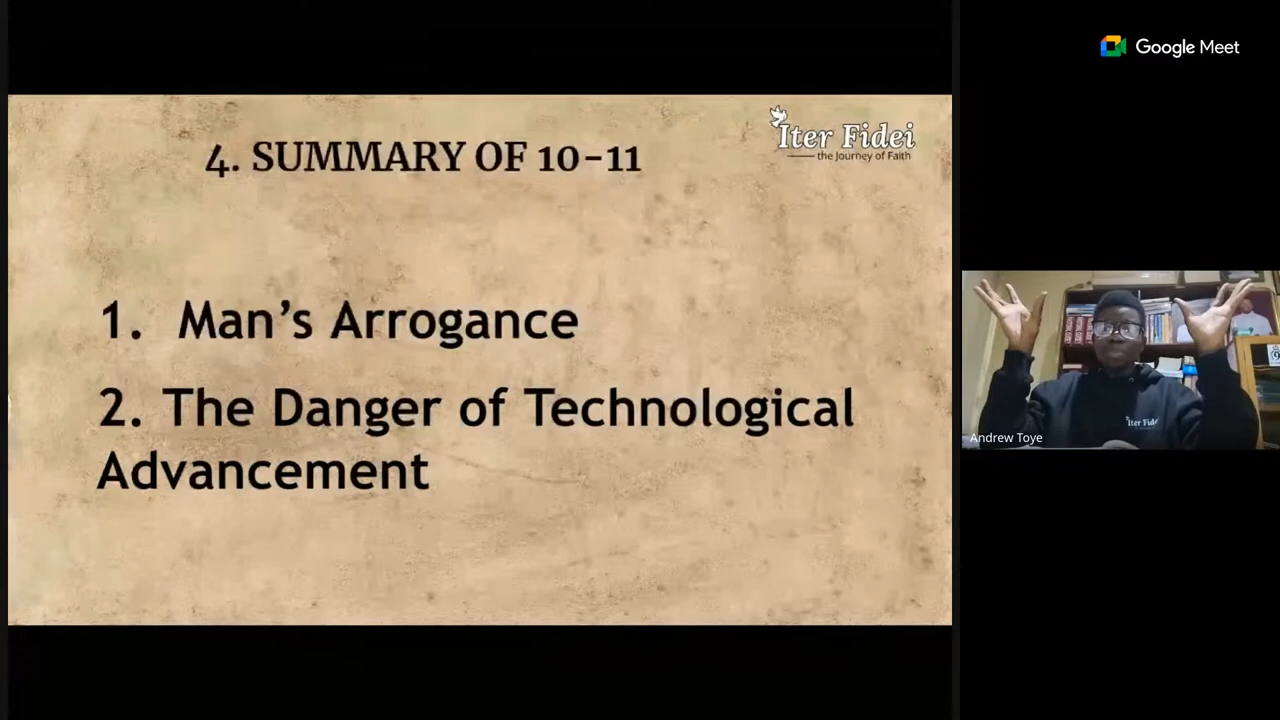 Google Meet
4. SUMMARY OF 10-11
Iter Fidei
the Journey of Faith
1. Man's Arrogance
2. The Danger of Technological
Advancement
Andrew Toye